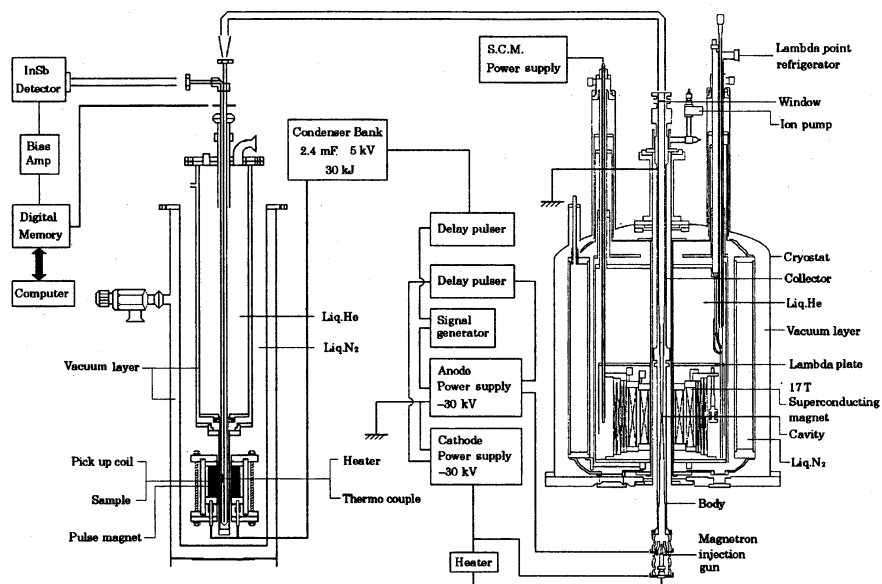 InSb
Detector
Bias
Amp
Digital
Memory
Computer
Vacuum layer
Pick up coil
Sample
Pulse magnet
Liq.He
Liq.N₂
Heater
Thermo couple
Condenser Bank
2.4 mF 5 kV
30 kJ
Delay pulser
Delay pulser
Signal
generator
Anode
Power supply
−30 kV
Cathode
Power supply
−30 kV
Heater
S.C.M.
Power supply
Lambda point
refrigerator
Window
Ion pump
Cryostat
Collector
Liq.He
Vacuum layer
Lambda plate
17 T
Superconducting
magnet
Cavity
Liq.N₂
Body
Magnetron
injection
gun